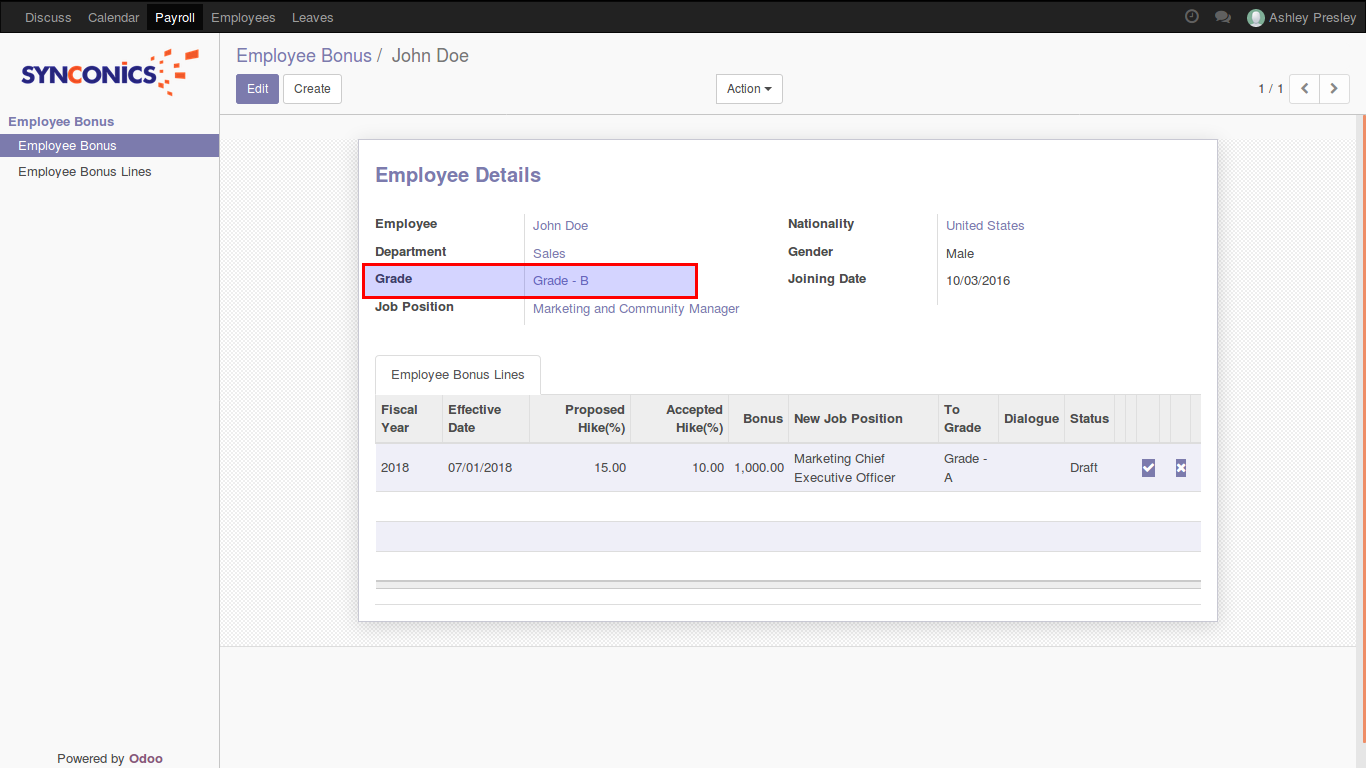 Discuss Calendar Payroll Employees Leaves Ashley Presley
SYNCONICS
Employee Bonus
Employee Bonus
Employee Bonus Lines
Powered by Odoo
Employee Bonus / John Doe
Edit Create Action 1 / 1
Employee Details
Employee John Doe
Department Sales
Grade Grade - B
Job Position Marketing and Community Manager
Nationality United States
Gender Male
Joining Date 10/03/2016
Employee Bonus Lines
Fiscal Year Effective Date Proposed Hike(%) Accepted Hike(%) Bonus New Job Position To Grade Dialogue Status
2018 07/01/2018 15.00 10.00 1,000.00 Marketing Chief Executive Officer Grade - A Draft